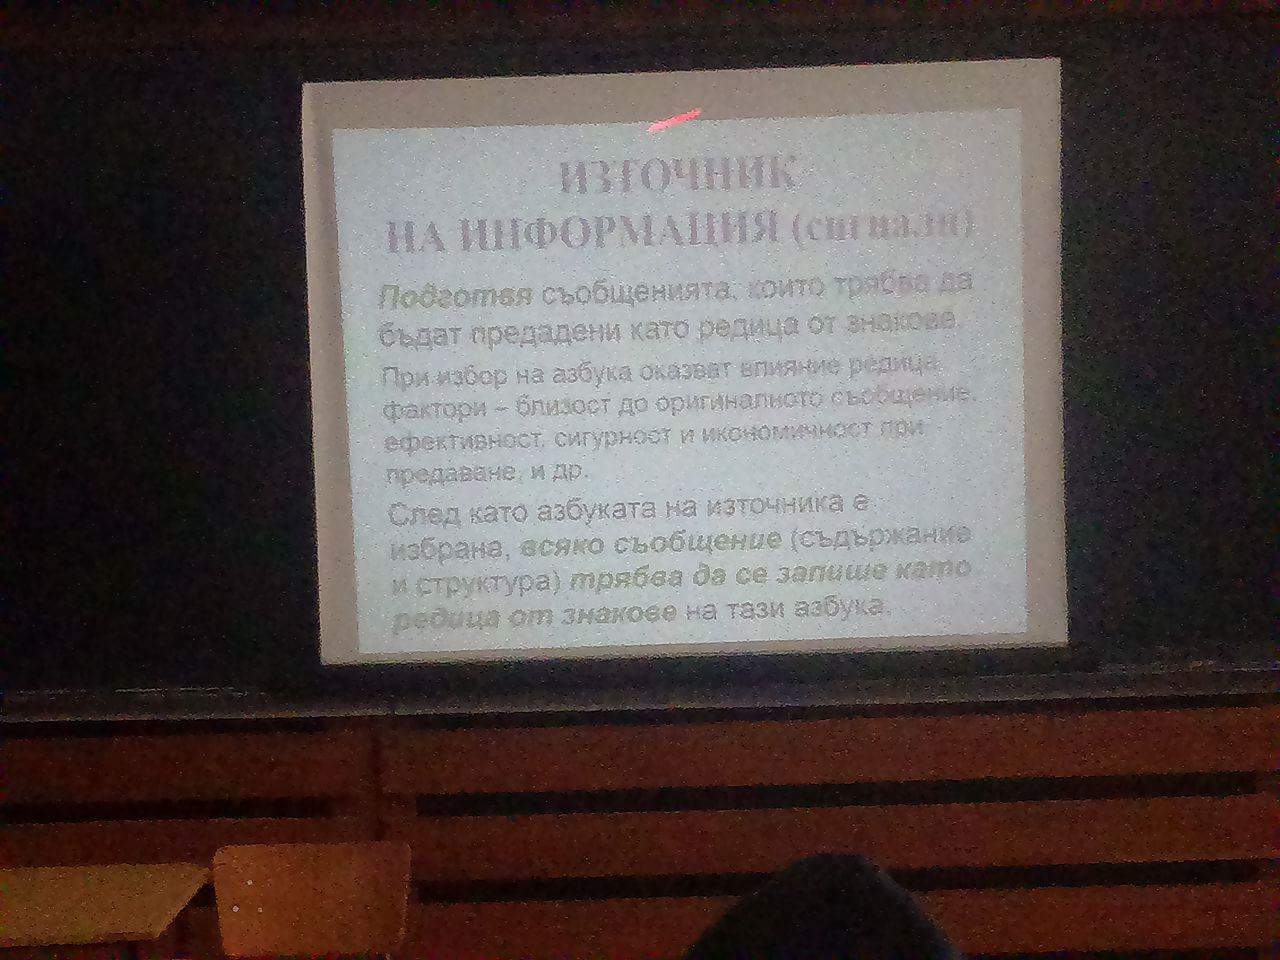 ИЗТОЧНИК
НА ИНФОРМАЦИЯ (сигнали)
Подготвя съобщенията, които трябва да
бъдат предадени като редица от знакове.
При избор на азбука оказват влияние редица
фактори – близост до оригиналното съобщение,
ефективност, сигурност и икономичност при
предаване, и др.
След като азбуката на източника е
избрана, всяко съобщение (съдържание
и структура) трябва да се запише като
редица от знакове на тази азбука.